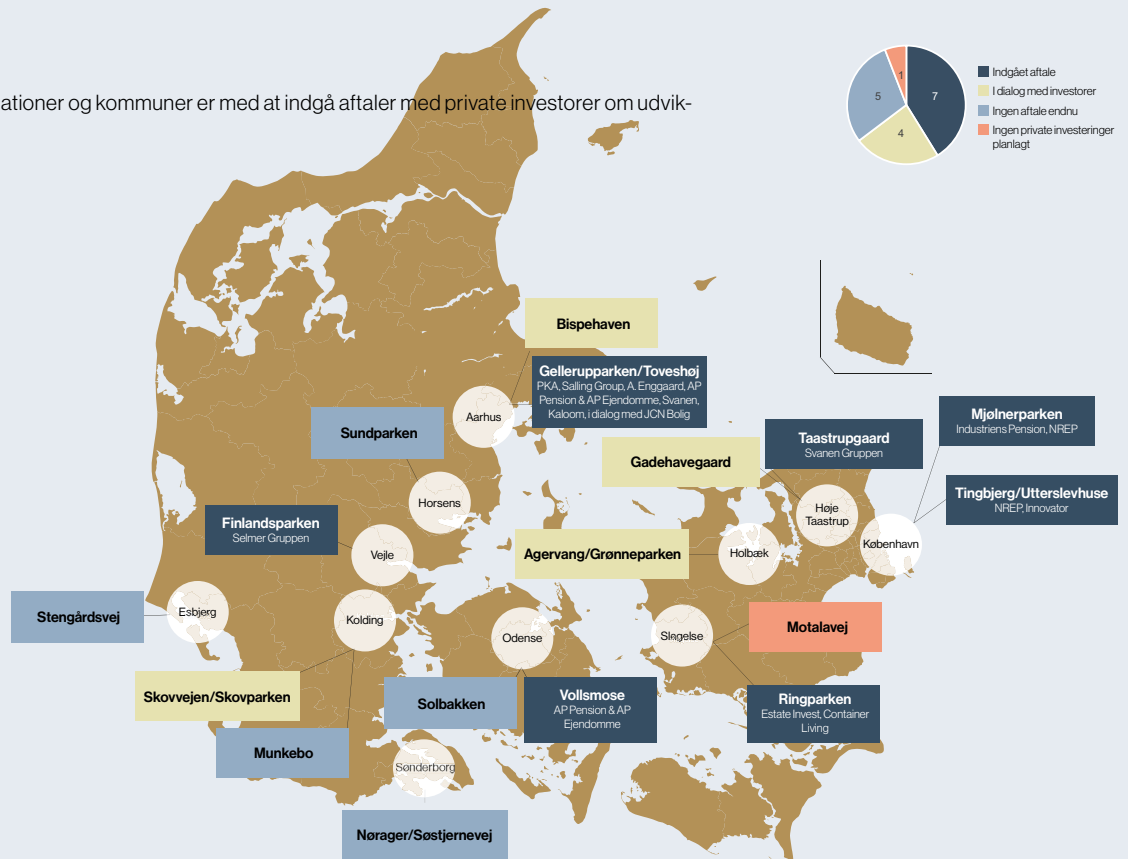 ationer og kommuner er med at indgå aftaler med private investorer om udvik-
1
5
7
4
Indgået aftale
I dialog med investorer
Ingen aftale endnu
Ingen private investeringer
planlagt
Bispehaven
Gellerupparken/Toveshøj
PKA, Salling Group, A. Enggaard, AP
Pension & AP Ejendomme, Svanen,
Kaloom, i dialog med JCN Bolig
Aarhus
Sundparken
Horsens
Finlandsparken
Selmer Gruppen
Vejle
Gadehavegaard
Taastrupgaard
Svanen Gruppen
Mjølnerparken
Industriens Pension, NREP
Tingbjerg/Utterslevhuse
NREP, Innovator
Høje
Taastrup
København
Agervang/Grønneparken
Holbæk
Stengårdsvej
Esbjerg
Kolding
Odense
Slagelse
Motalavej
Skovvejen/Skovparken
Solbakken
Vollsmose
AP Pension & AP
Ejendomme
Ringparken
Estate Invest, Container
Living
Munkebo
Sønderborg
Nørager/Søstjernevej